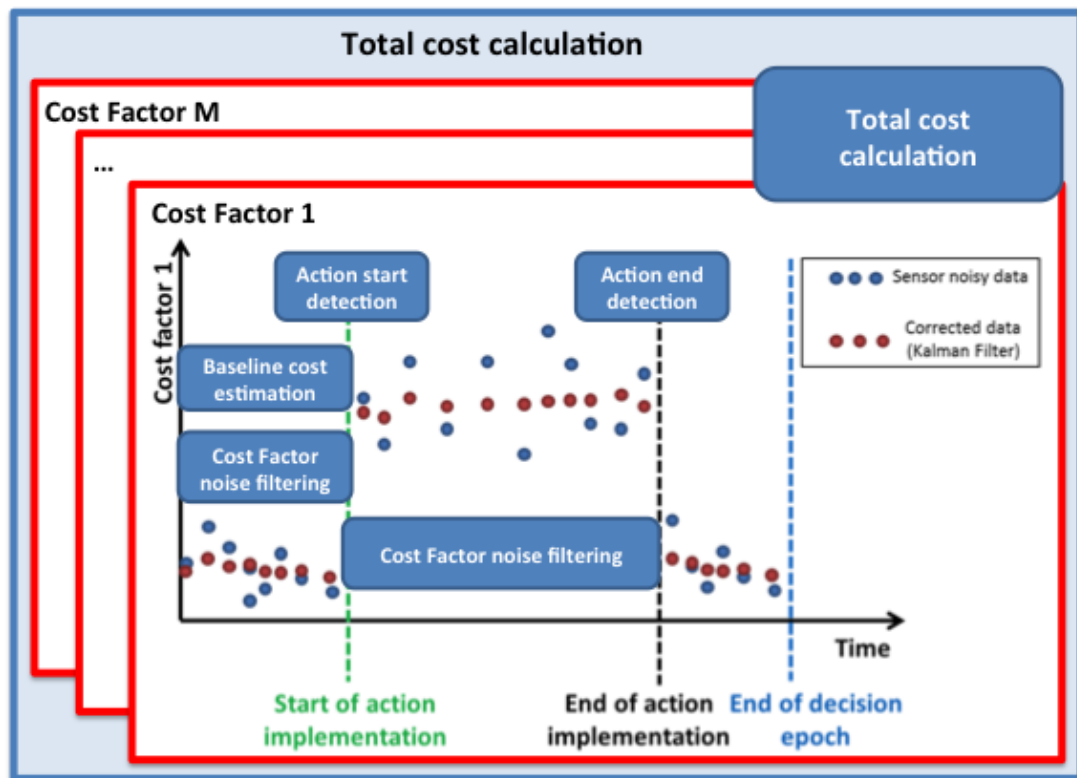 Total cost calculation
Cost Factor M
Total cost
calculation
...
Cost Factor 1
Cost factor 1
Action start
detection
Action end
detection
Sensor noisy data
Corrected data
(Kalman Filter)
Baseline cost
estimation
Cost Factor
noise filtering
Cost Factor noise filtering
Time
Start of action
implementation
End of action
implementation
End of decision
epoch